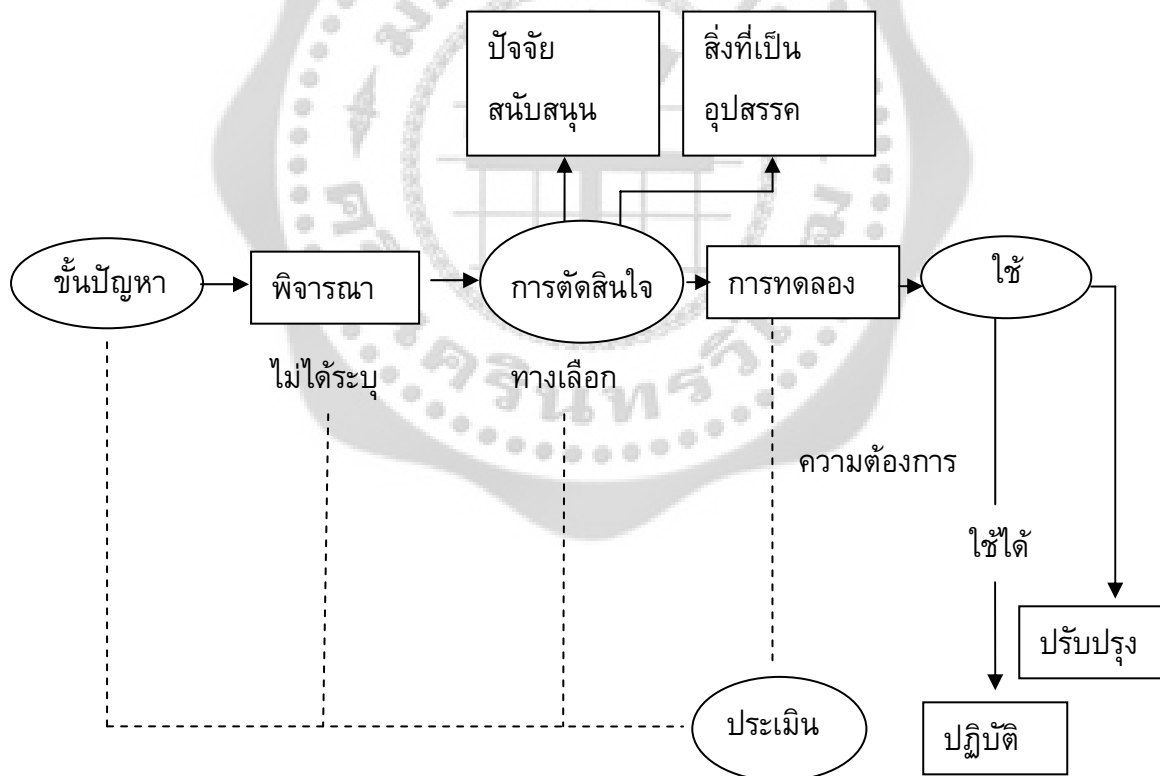 ปัจจัย
สนับสนุน
สิ่งที่เป็น
อุปสรรค
ขั้นปัญหา
พิจารณา
การตัดสินใจ
การทดลอง
ใช้
ไม่ได้ระบุ
ทางเลือก
ความต้องการ
ใช้ได้
ปรับปรุง
ประเมิน
ปฏิบัติ